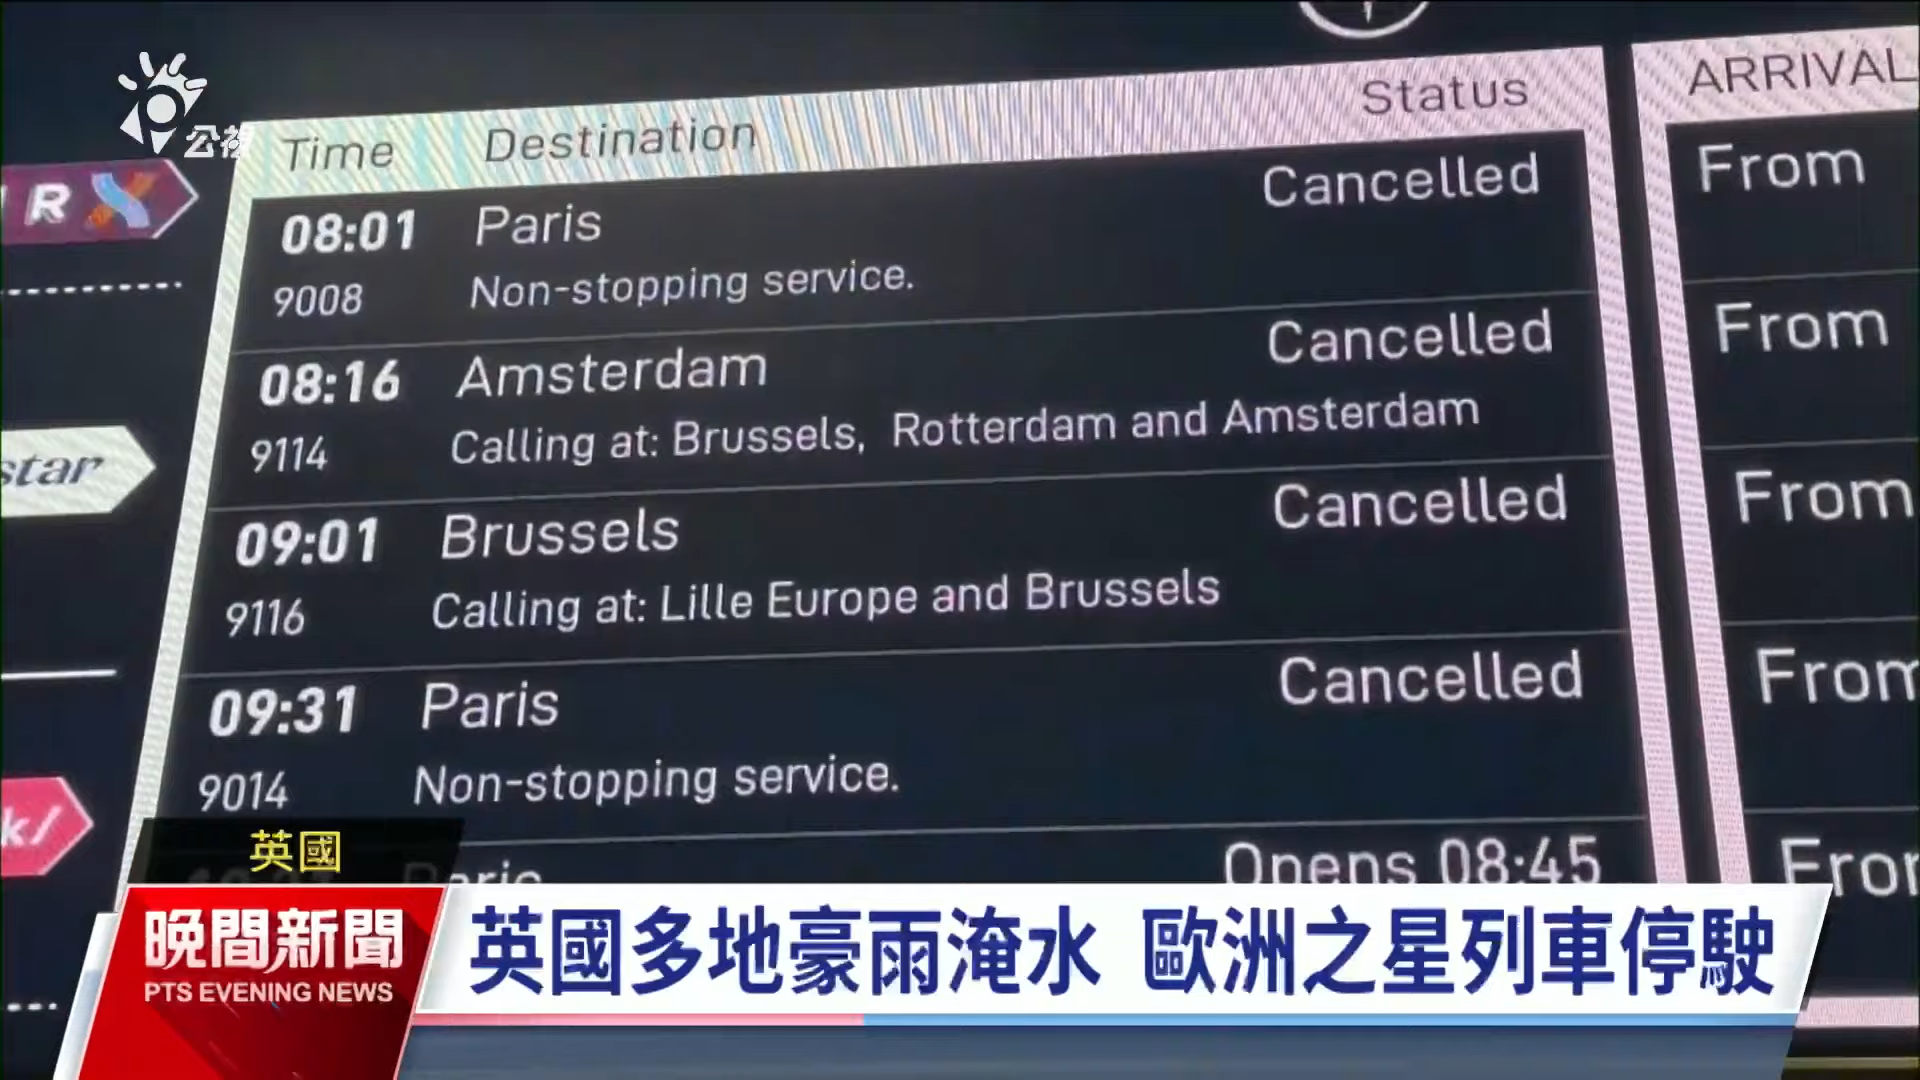 公視
Time Destination Status
ARRIVAL
R
08:01 Paris Cancelled
From
9008 Non-stopping service.
08:16 Amsterdam Cancelled
From
9114 Calling at: Brussels, Rotterdam and Amsterdam
star
09:01 Brussels Cancelled
From
9116 Calling at: Lille Europe and Brussels
09:31 Paris Cancelled
From
9014 Non-stopping service.
k/
Paris Opens 08:45
英國
晚間新聞
PTS EVENING NEWS
英國多地豪雨淹水 歐洲之星列車停駛